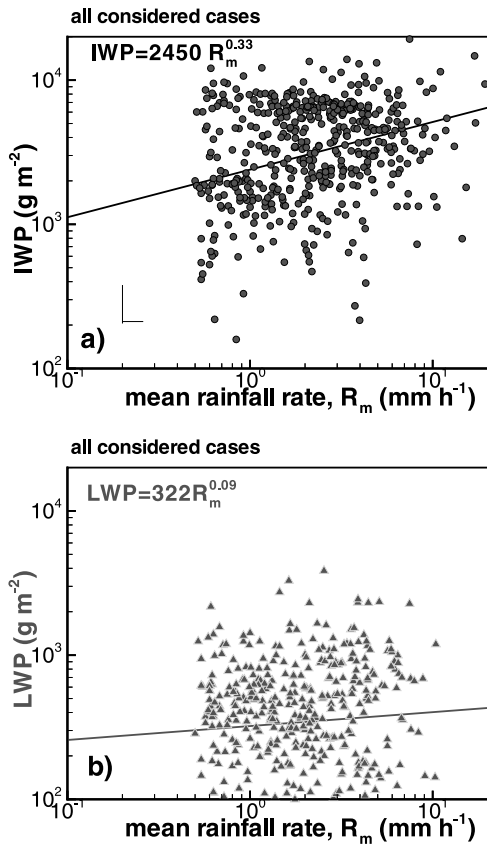 all considered cases
IWP=2450 R_m^0.33
10^4
10^3
10^2
IWP (g m^-2)
a)
10^-1 10^0 10^1
mean rainfall rate, R_m (mm h^-1)
all considered cases
LWP=322R_m^0.09
10^4
10^3
10^2
LWP (g m^-2)
b)
10^-1 10^0 10^1
mean rainfall rate, R_m (mm h^-1)